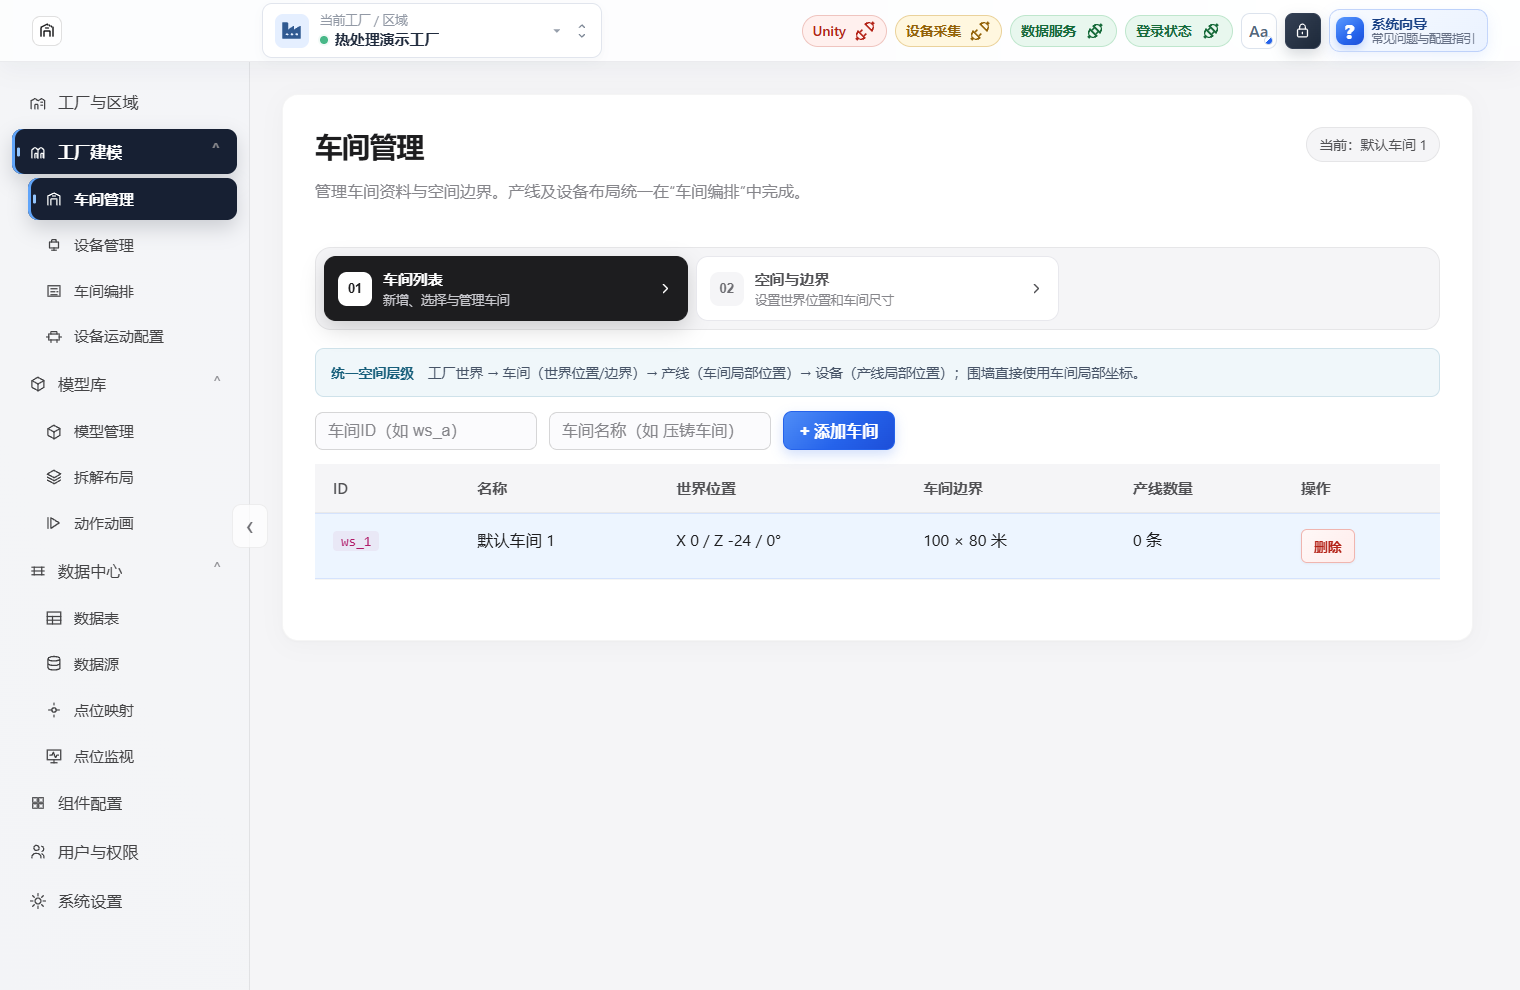 当前工厂 / 区域
热处理演示工厂
Unity
设备采集
数据服务
登录状态
Aa
?
系统向导
常见问题与配置指引
工厂与区域
工厂建模
车间管理
设备管理
车间编排
设备运动配置
模型库
模型管理
拆解布局
动作动画
数据中心
数据表
数据源
点位映射
点位监视
组件配置
用户与权限
系统设置
车间管理
当前：默认车间 1
管理车间资料与空间边界。产线及设备布局统一在“车间编排”中完成。
01
车间列表
新增、选择与管理车间
02
空间与边界
设置世界位置和车间尺寸
统一空间层级 工厂世界 → 车间（世界位置/边界）→ 产线（车间局部位置）→ 设备（产线局部位置）；围墙直接使用车间局部坐标。
车间ID（如 ws_a）
车间名称（如 压铸车间）
+ 添加车间
ID 名称 世界位置 车间边界 产线数量 操作
ws_1 默认车间 1 X 0 / Z -24 / 0° 100 × 80 米 0 条 删除